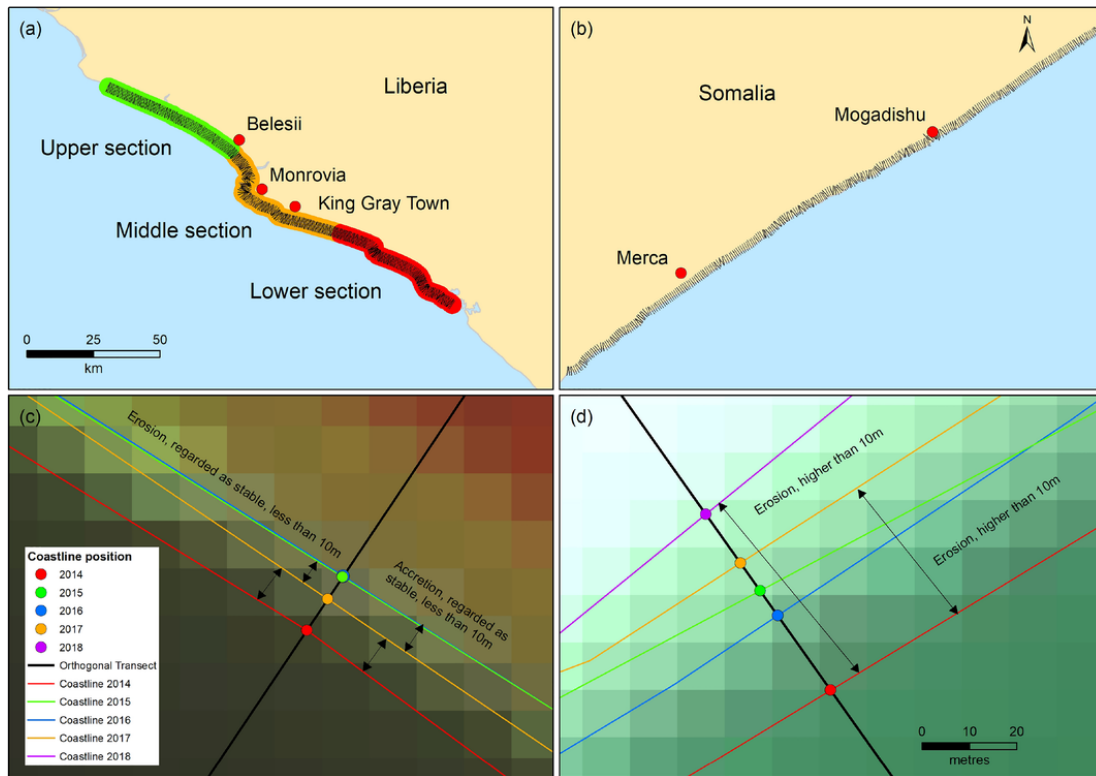 (a)
Liberia
Belesii
Upper section
Monrovia
King Gray Town
Middle section
Lower section
0 25 50
km
(b)
N
Somalia
Mogadishu
Merca
(c)
Erosion, regarded as stable, less than 10m
Accretion, regarded as
stable, less than 10m
Coastline position
2014
2015
2016
2017
2018
Orthogonal Transect
Coastline 2014
Coastline 2015
Coastline 2016
Coastline 2017
Coastline 2018
(d)
Erosion, higher than 10m
Erosion, higher than 10m
0 10 20
metres